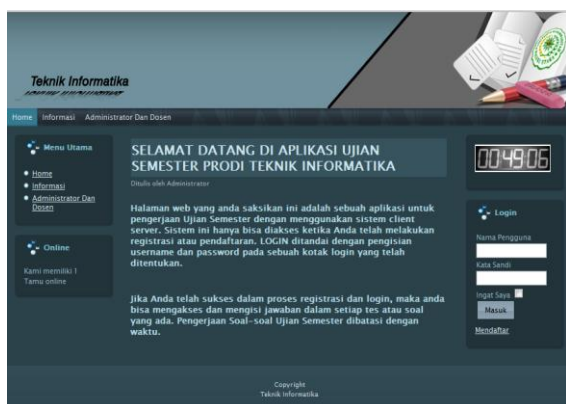 Teknik Informatika
Home Informasi Administrator Dan Dosen
Menu Utama
Home
Informasi
Administrator Dan
Dosen
Online
Kami memiliki 1
Tamu online
SELAMAT DATANG DI APLIKASI UJIAN
SEMESTER PRODI TEKNIK INFORMATIKA
Ditulis oleh Administrator
Halaman web yang anda saksikan ini adalah sebuah aplikasi untuk
pengerjaan Ujian Semester dengan menggunakan sistem client
server. Sistem ini hanya bisa diakses ketika Anda telah melakukan
registrasi atau pendaftaran. LOGIN ditandai dengan pengisian
username dan password pada sebuah kotak login yang telah
ditentukan.
Jika Anda telah sukses dalam proses registrasi dan login, maka anda
bisa mengakses dan mengisi jawaban dalam setiap tes atau soal
yang ada. Pengerjaan Soal-soal Ujian Semester dibatasi dengan
waktu.
00:49:06
Login
Nama Pengguna
Kata Sandi
Ingat Saya
Masuk
Mendaftar
Copyright
Teknik Informatika